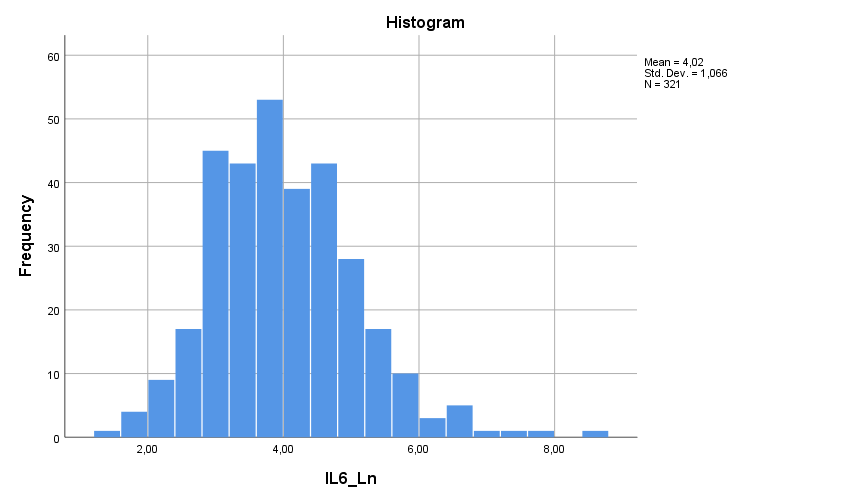 Histogram
Mean = 4,02
Std. Dev. = 1,066
N = 321
60
50
40
30
20
10
0
Frequency
2,00 4,00 6,00 8,00
IL6_Ln